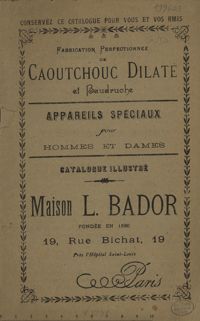 CONSERVEZ CE CATALOGUE POUR VOUS ET VOS AMIS
FABRICATION PERFECTIONNÉE
DE
CAOUTCHOUC DILATÉ
et Baudruche
APPAREILS SPÉCIAUX
pour
HOMMES ET DAMES
CATALOGUE ILLUSTRÉ
Maison L. BADOR
FONDÉE EN
19, Rue Bichat, 19
Près l'Hôpital Saint-Louis
Paris